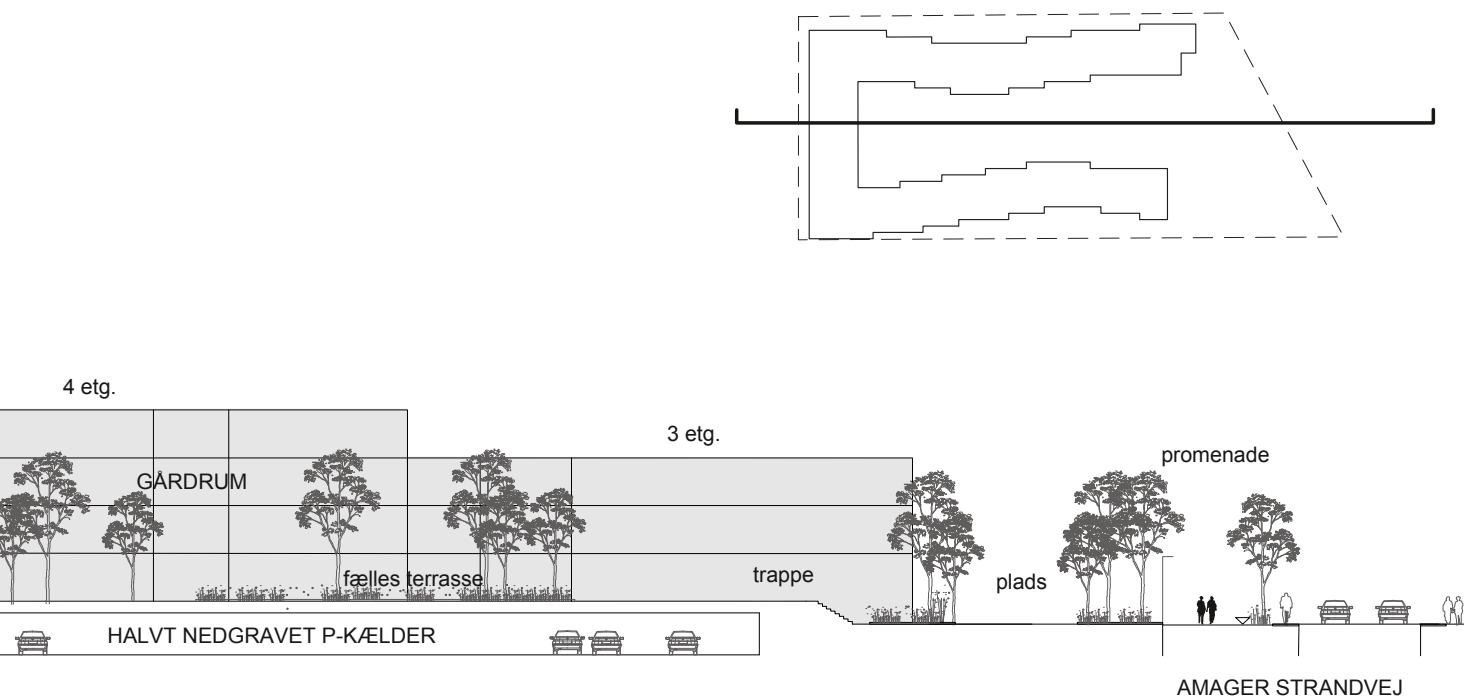 4 etg.
3 etg.
promenade
GÅRDRUM
fælles terrasse
trappe
plads
HALVT NEDGRAVET P-KÆLDER
AMAGER STRANDVEJ